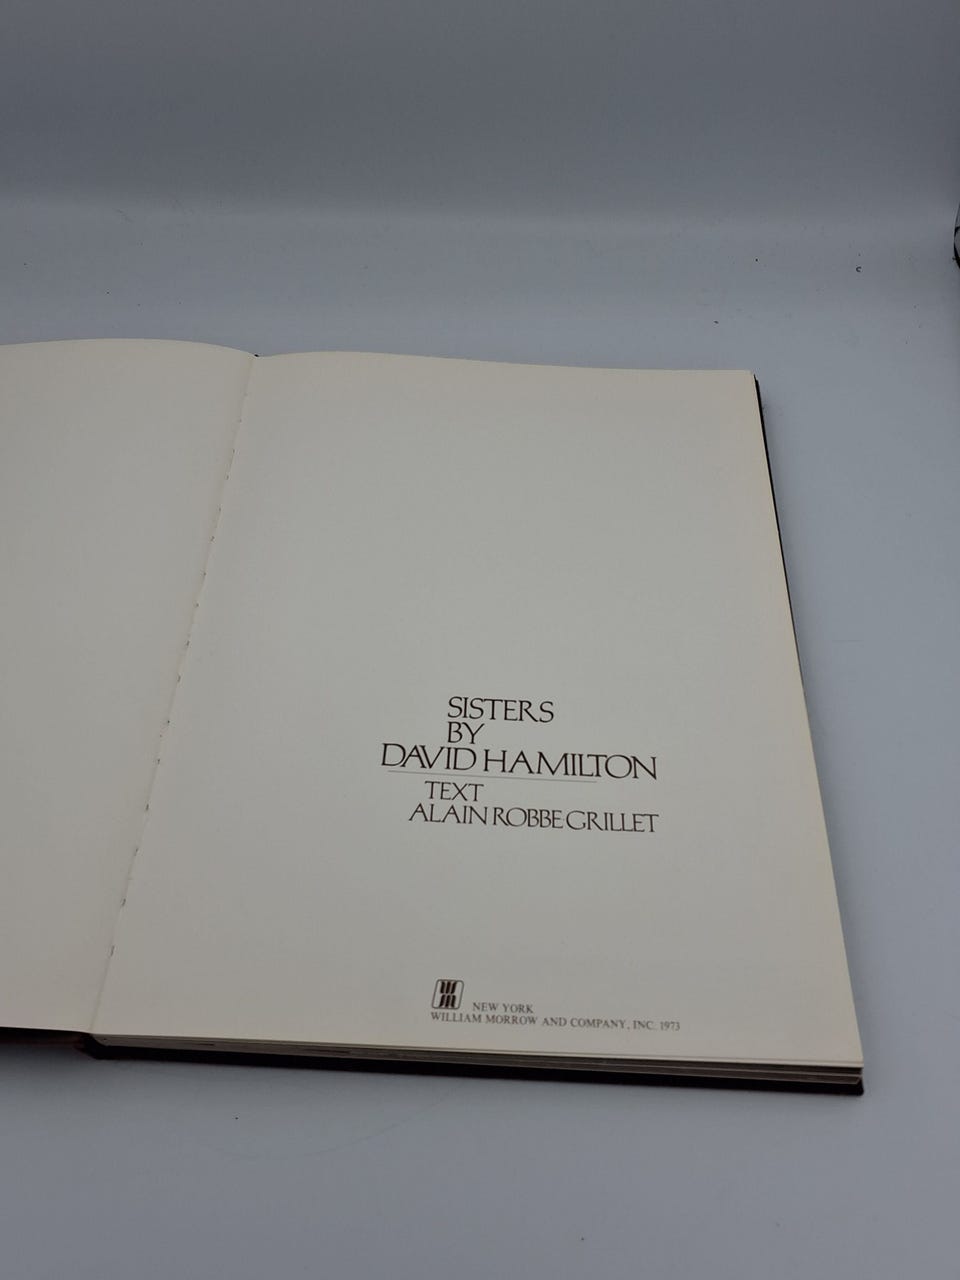 SISTERS
BY
DAVID HAMILTON
TEXT
ALAIN ROBBE GRILLET
NEW YORK
WILLIAM MORROW AND COMPANY, INC. 1973